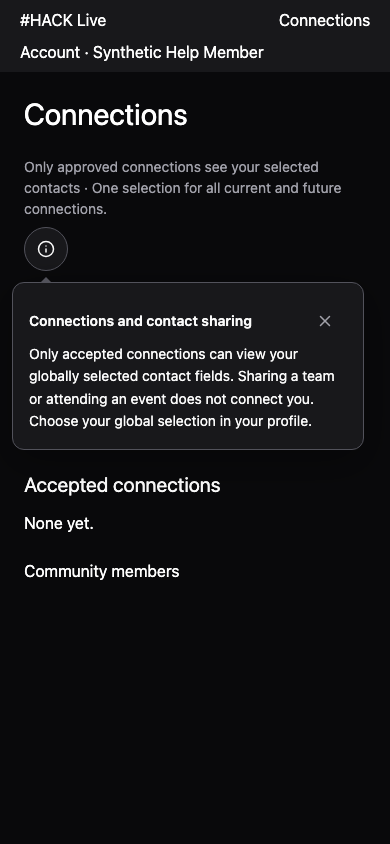 #HACK Live
Connections
Account · Synthetic Help Member
Connections
Only approved connections see your selected
contacts · One selection for all current and future
connections.
Connections and contact sharing
Only accepted connections can view your
globally selected contact fields. Sharing a team
or attending an event does not connect you.
Choose your global selection in your profile.
Accepted connections
None yet.
Community members